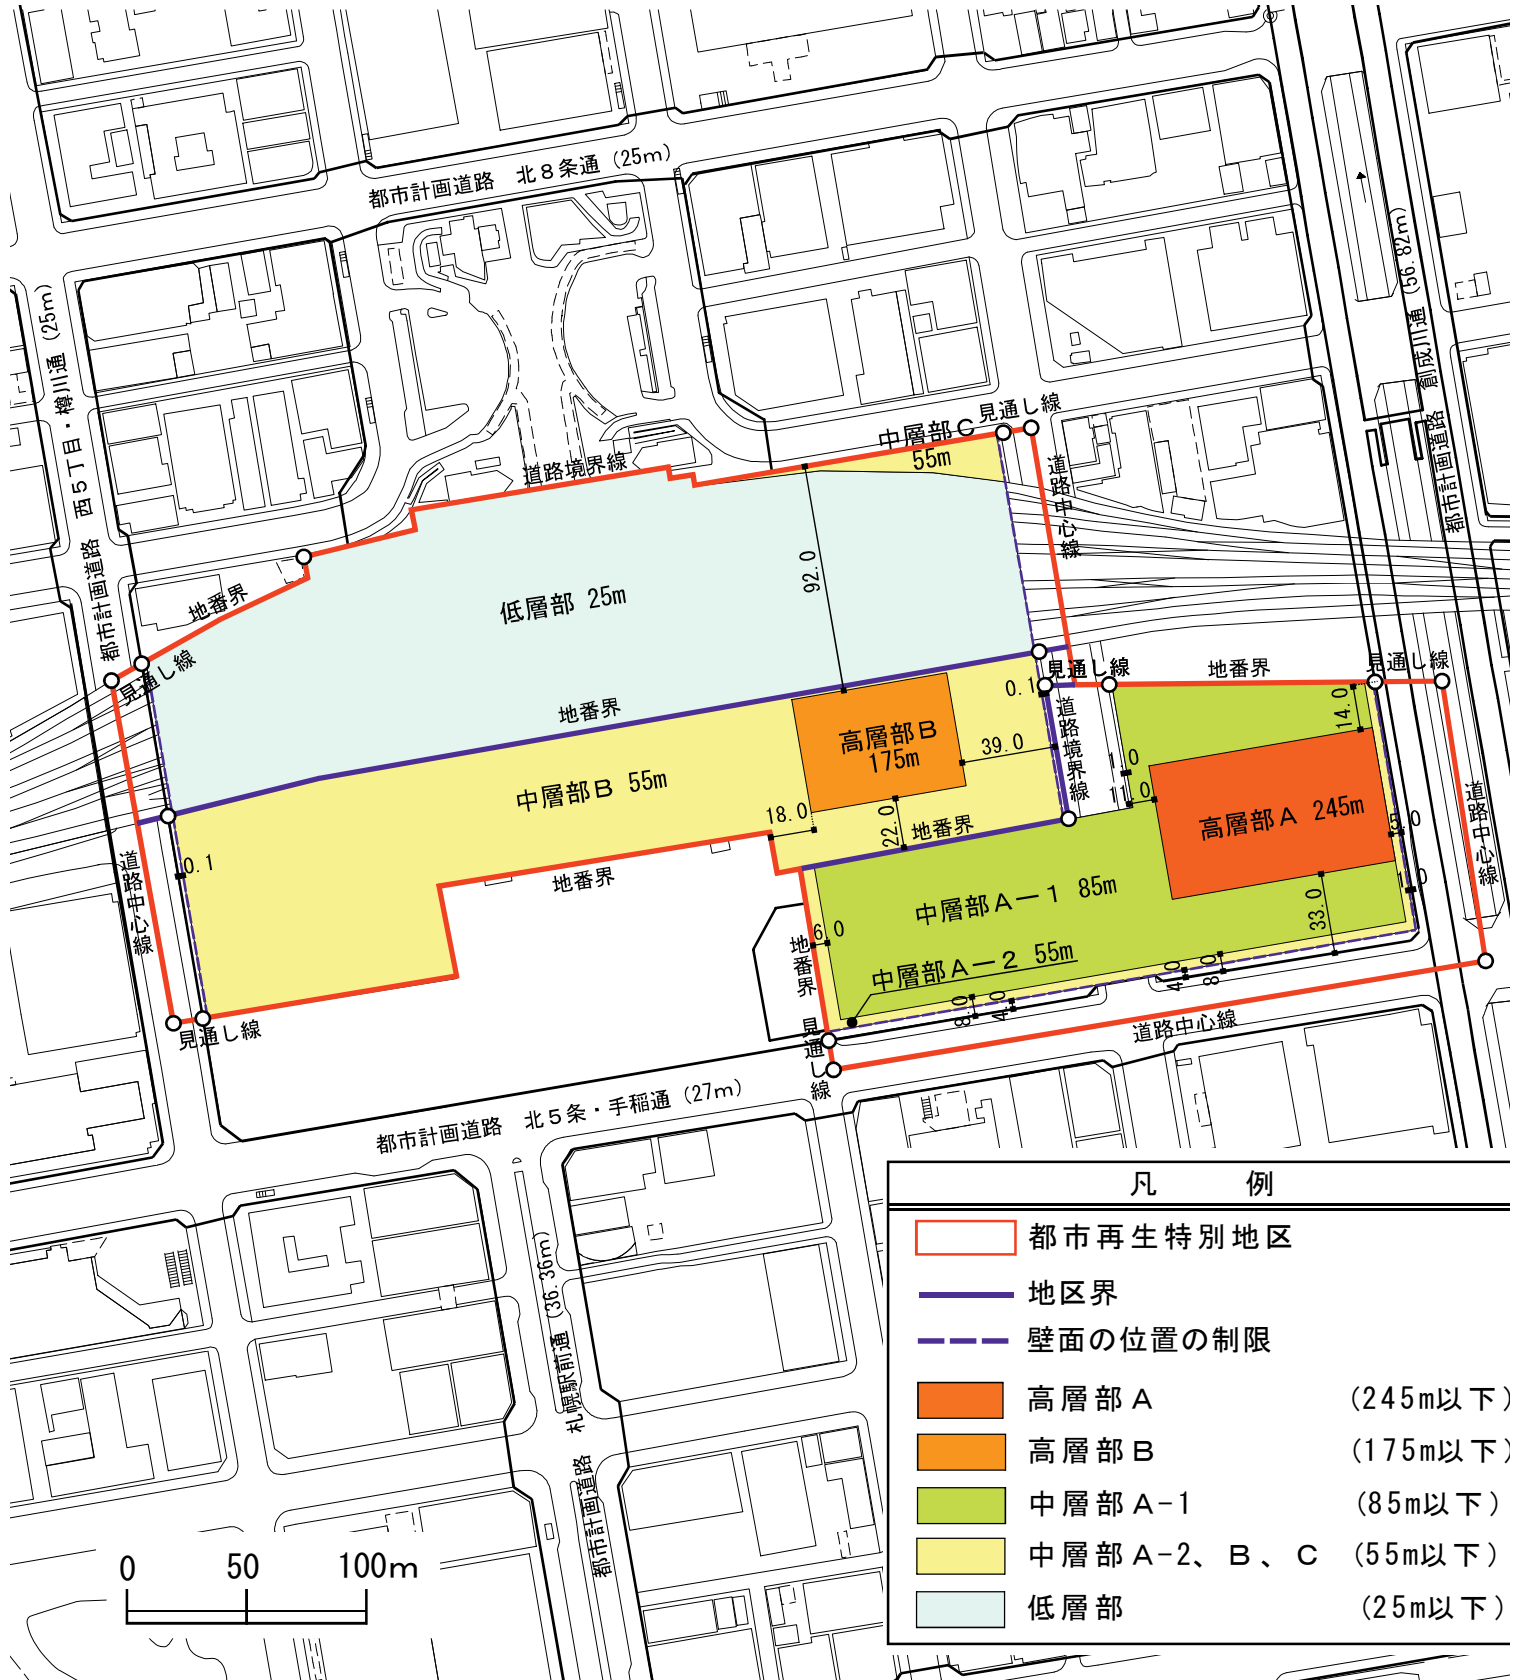 都市計画道路　北８条通（25m）
都市計画道路　西５丁目・樽川通（25m）
都市計画道路　創成川通（56.82m）
中層部Ｃ
55m
見通し線
道路境界線
道路中心線
92.0
低層部 25m
地番界
見通し線
地番界
見通し線
地番界
見通し線
0.1
道路境界線
高層部Ｂ
175m
39.0
14.0
1.0
11.0
中層部Ｂ 55m
18.0
22.0
地番界
高層部Ａ 245m
5.0
1.0
道路中心線
0.1
道路中心線
地番界
中層部Ａ－１ 85m
33.0
6.0
地番界
中層部Ａ－２ 55m
8.0
4.0
4.0
8.0
見通し線
見通し線
道路中心線
都市計画道路　北５条・手稲通（27m）
都市計画道路　札幌駅前通（36.36m）
0 50 100m
凡　例
都市再生特別地区
地区界
壁面の位置の制限
高層部Ａ （245m以下）
高層部Ｂ （175m以下）
中層部Ａ-1 （85m以下）
中層部Ａ-2、Ｂ、Ｃ （55m以下）
低層部 （25m以下）